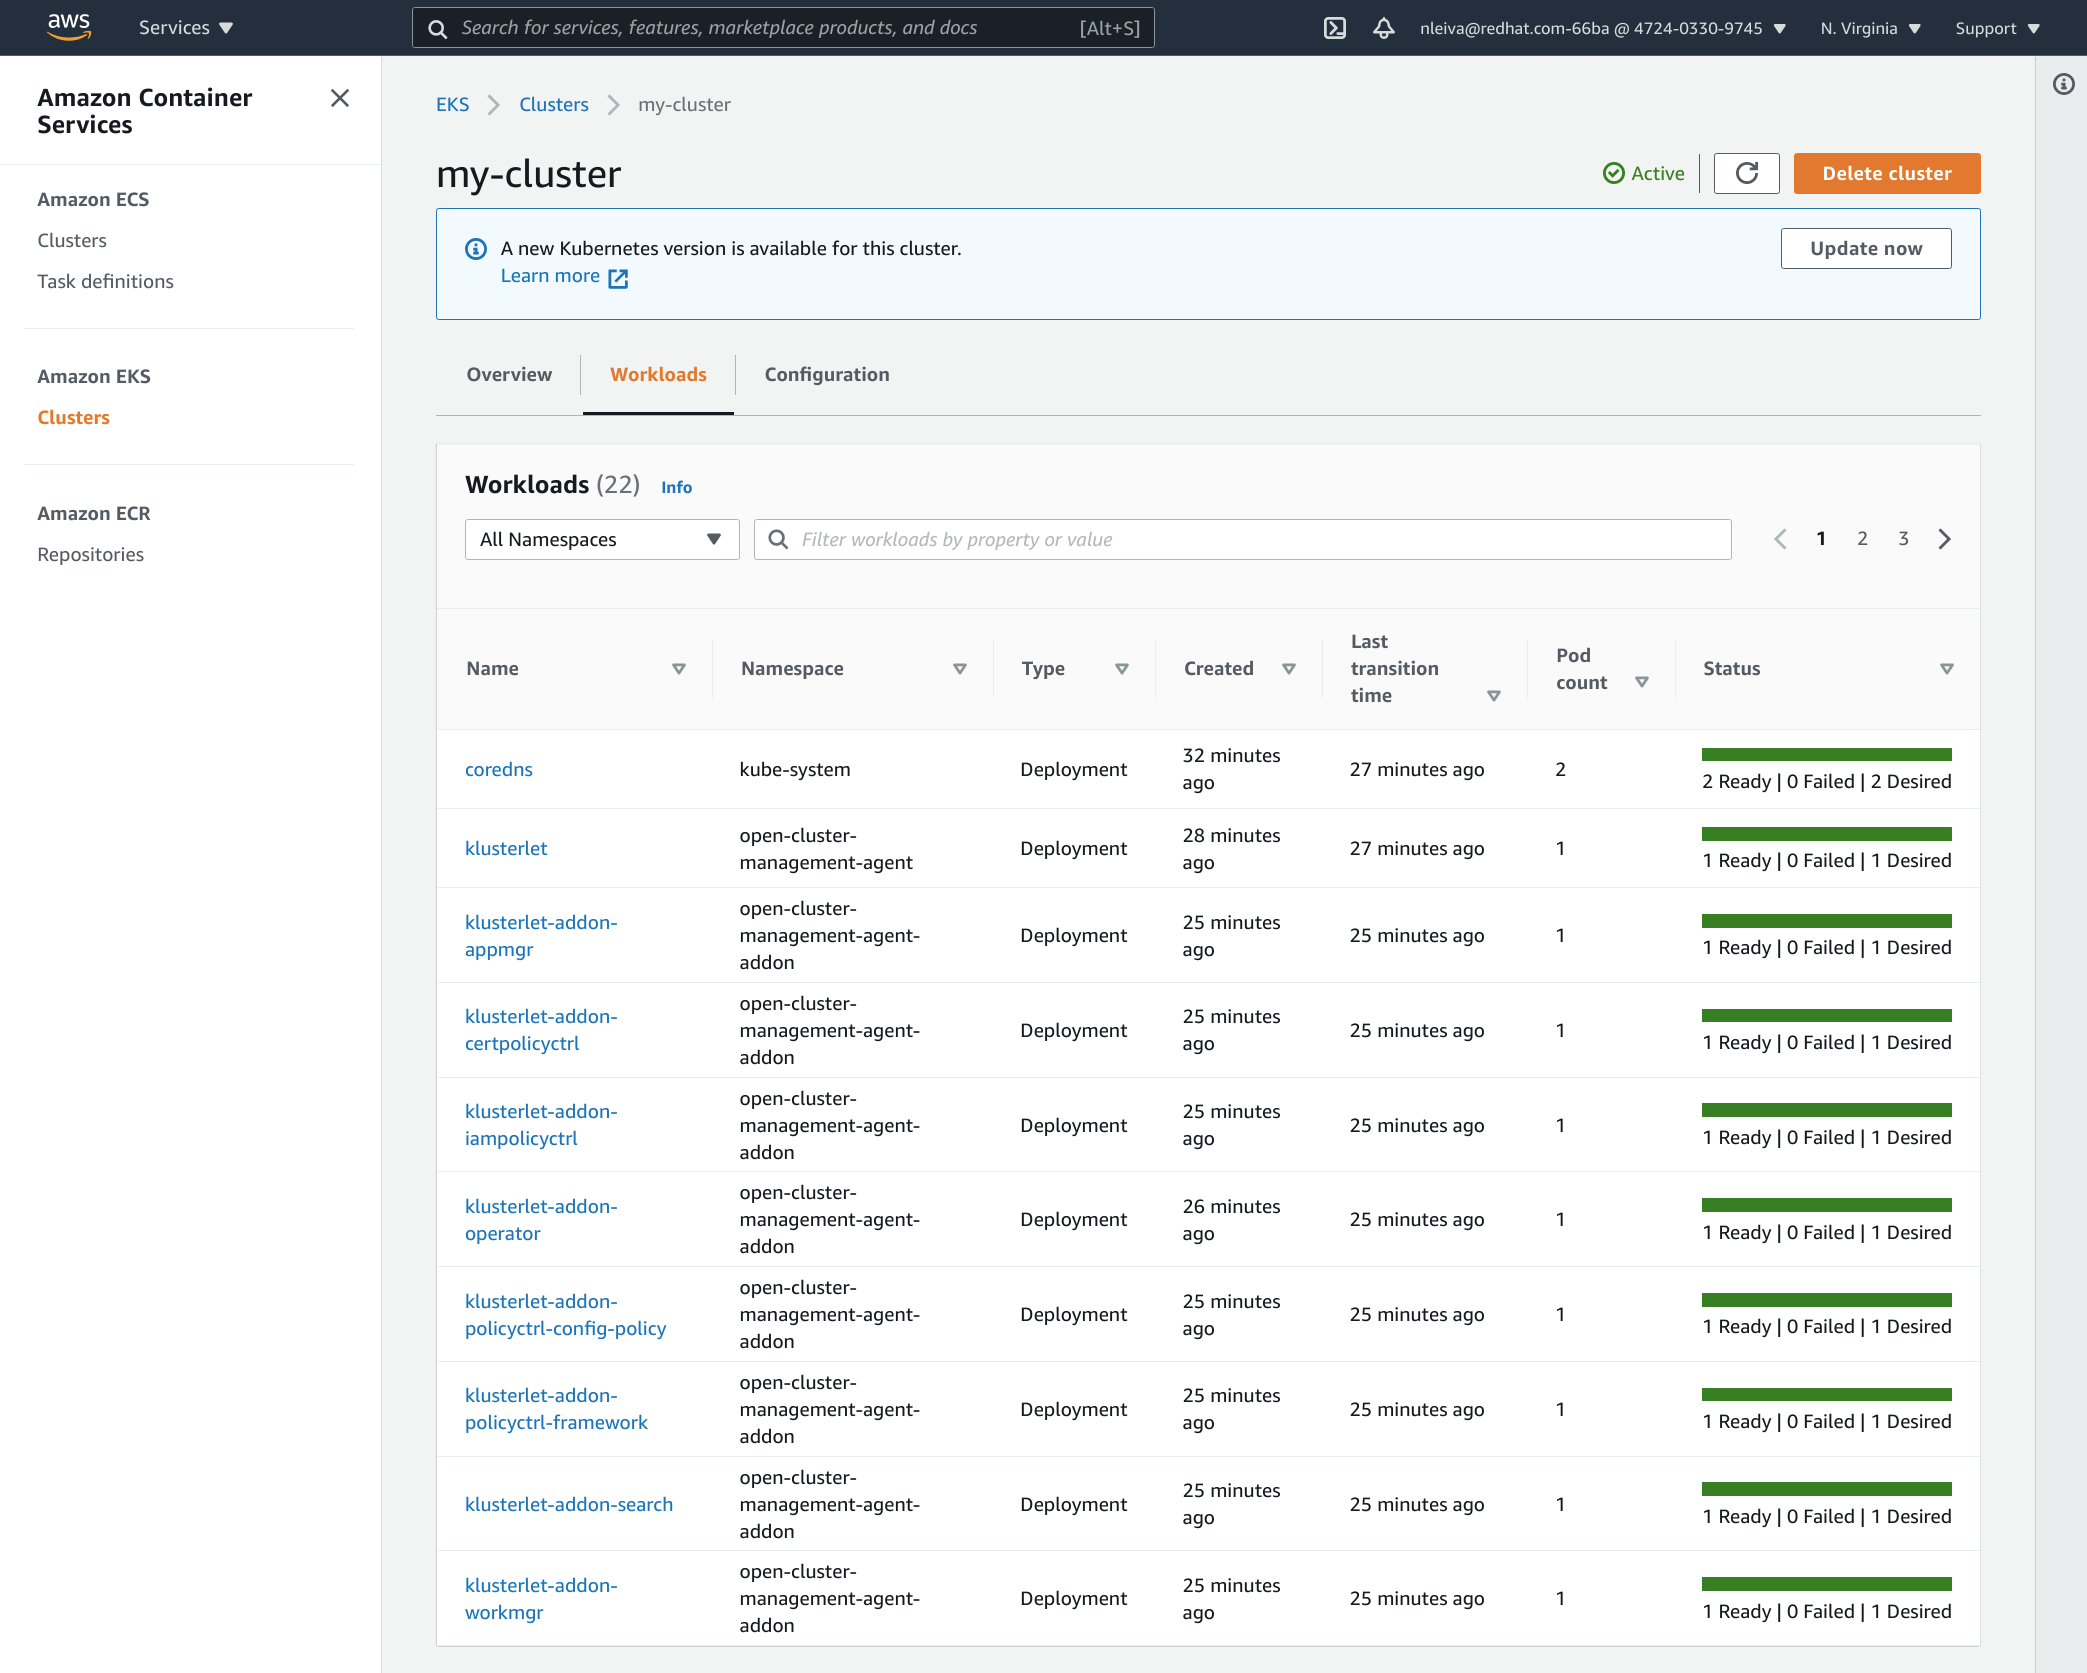 aws
Services
Search for services, features, marketplace products, and docs
[Alt+S]
nleiva@redhat.com-66ba @ 4724-0330-9745
N. Virginia
Support
Amazon Container
Services
Amazon ECS
Clusters
Task definitions
Amazon EKS
Clusters
Amazon ECR
Repositories
EKS
Clusters
my-cluster
my-cluster
Active
Delete cluster
A new Kubernetes version is available for this cluster.
Learn more
Update now
Overview
Workloads
Configuration
Workloads (22) Info
All Namespaces
Filter workloads by property or value
1 2 3
Name
Namespace
Type
Created
Last
transition
time
Pod
count
Status
coredns
kube-system
Deployment
32 minutes
ago
27 minutes ago
2
2 Ready | 0 Failed | 2 Desired
klusterlet
open-cluster-
management-agent
Deployment
28 minutes
ago
27 minutes ago
1
1 Ready | 0 Failed | 1 Desired
klusterlet-addon-
appmgr
open-cluster-
management-agent-
addon
Deployment
25 minutes
ago
25 minutes ago
1
1 Ready | 0 Failed | 1 Desired
klusterlet-addon-
certpolicyctrl
open-cluster-
management-agent-
addon
Deployment
25 minutes
ago
25 minutes ago
1
1 Ready | 0 Failed | 1 Desired
klusterlet-addon-
iampolicyctrl
open-cluster-
management-agent-
addon
Deployment
25 minutes
ago
25 minutes ago
1
1 Ready | 0 Failed | 1 Desired
klusterlet-addon-
operator
open-cluster-
management-agent-
addon
Deployment
26 minutes
ago
25 minutes ago
1
1 Ready | 0 Failed | 1 Desired
klusterlet-addon-
policyctrl-config-policy
open-cluster-
management-agent-
addon
Deployment
25 minutes
ago
25 minutes ago
1
1 Ready | 0 Failed | 1 Desired
klusterlet-addon-
policyctrl-framework
open-cluster-
management-agent-
addon
Deployment
25 minutes
ago
25 minutes ago
1
1 Ready | 0 Failed | 1 Desired
klusterlet-addon-search
open-cluster-
management-agent-
addon
Deployment
25 minutes
ago
25 minutes ago
1
1 Ready | 0 Failed | 1 Desired
klusterlet-addon-
workmgr
open-cluster-
management-agent-
addon
Deployment
25 minutes
ago
25 minutes ago
1
1 Ready | 0 Failed | 1 Desired